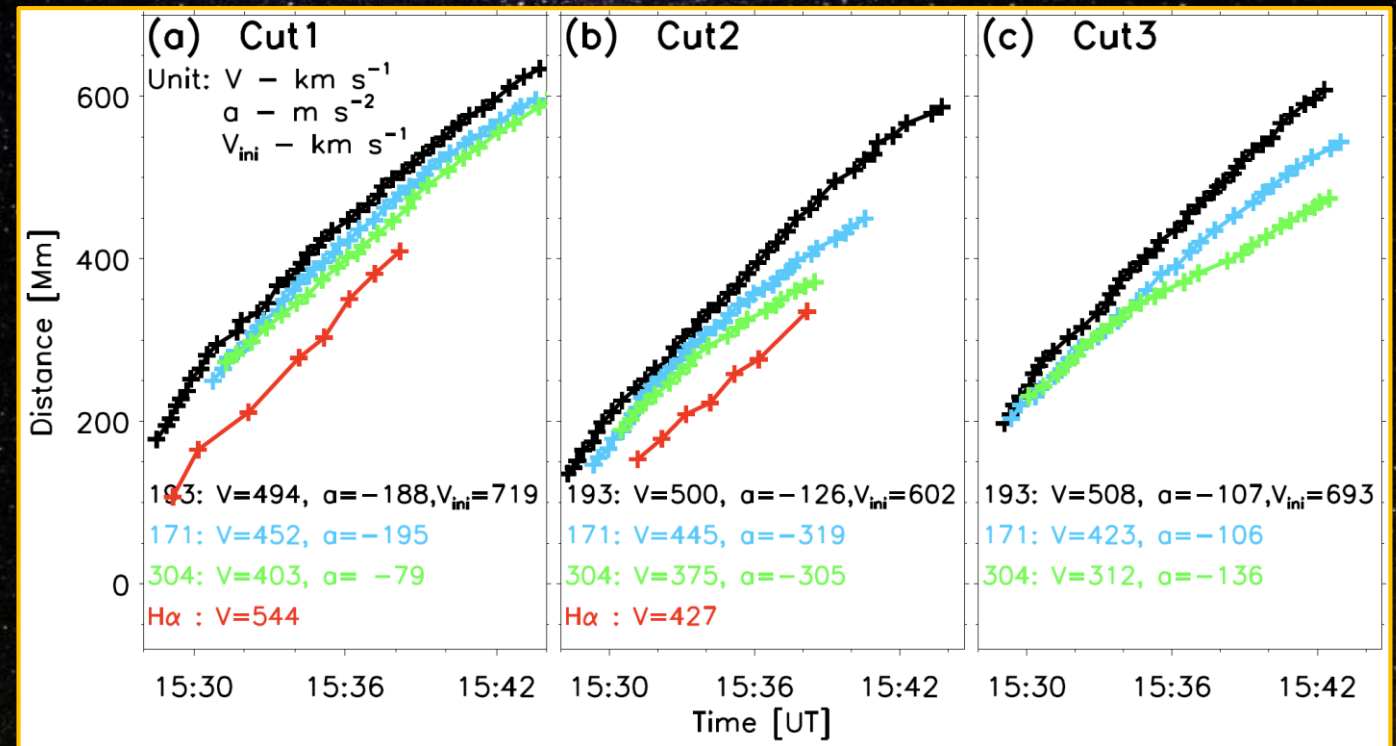 (a) Cut1
Unit: V − km s⁻¹
a − m s⁻²
V_ini − km s⁻¹
193: V=494, a=−188,V_ini=719
171: V=452, a=−195
304: V=403, a= −79
Hα : V=544
(b) Cut2
193: V=500, a=−126,V_ini=602
171: V=445, a=−319
304: V=375, a=−305
Hα : V=427
(c) Cut3
193: V=508, a=−107,V_ini=693
171: V=423, a=−106
304: V=312, a=−136
Distance [Mm]
600
400
200
0
15:30 15:36 15:42 15:30 15:36 15:42 15:30 15:36 15:42
Time [UT]